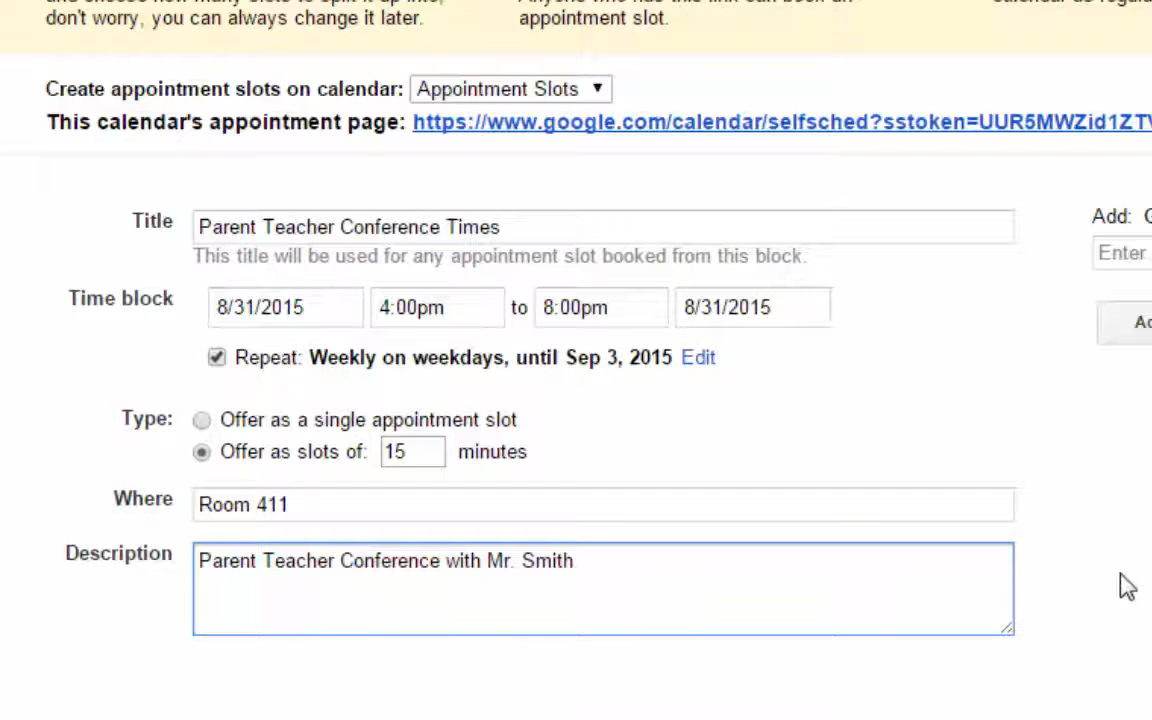 don't worry, you can always change it later.
appointment slot.
Create appointment slots on calendar: Appointment Slots
This calendar's appointment page: https://www.google.com/calendar/selfsched?sstoken=UUR5MWZid1ZTV
Title Parent Teacher Conference Times
Add:
This title will be used for any appointment slot booked from this block.
Enter
Time block 8/31/2015 4:00pm to 8:00pm 8/31/2015
Repeat: Weekly on weekdays, until Sep 3, 2015 Edit
Type: Offer as a single appointment slot
Offer as slots of: 15 minutes
Where Room 411
Description Parent Teacher Conference with Mr. Smith